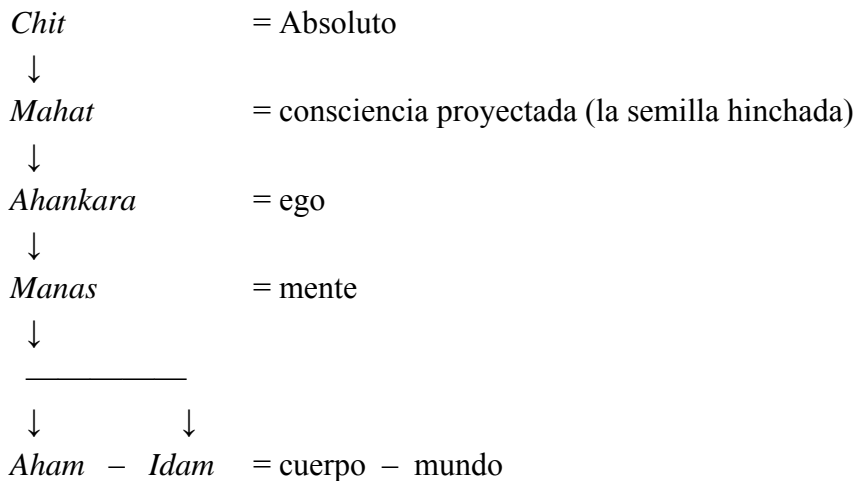 Chit = Absoluto
↓
Mahat = consciencia proyectada (la semilla hinchada)
↓
Ahankara = ego
↓
Manas = mente
↓
↓ ↓
Aham – Idam = cuerpo – mundo